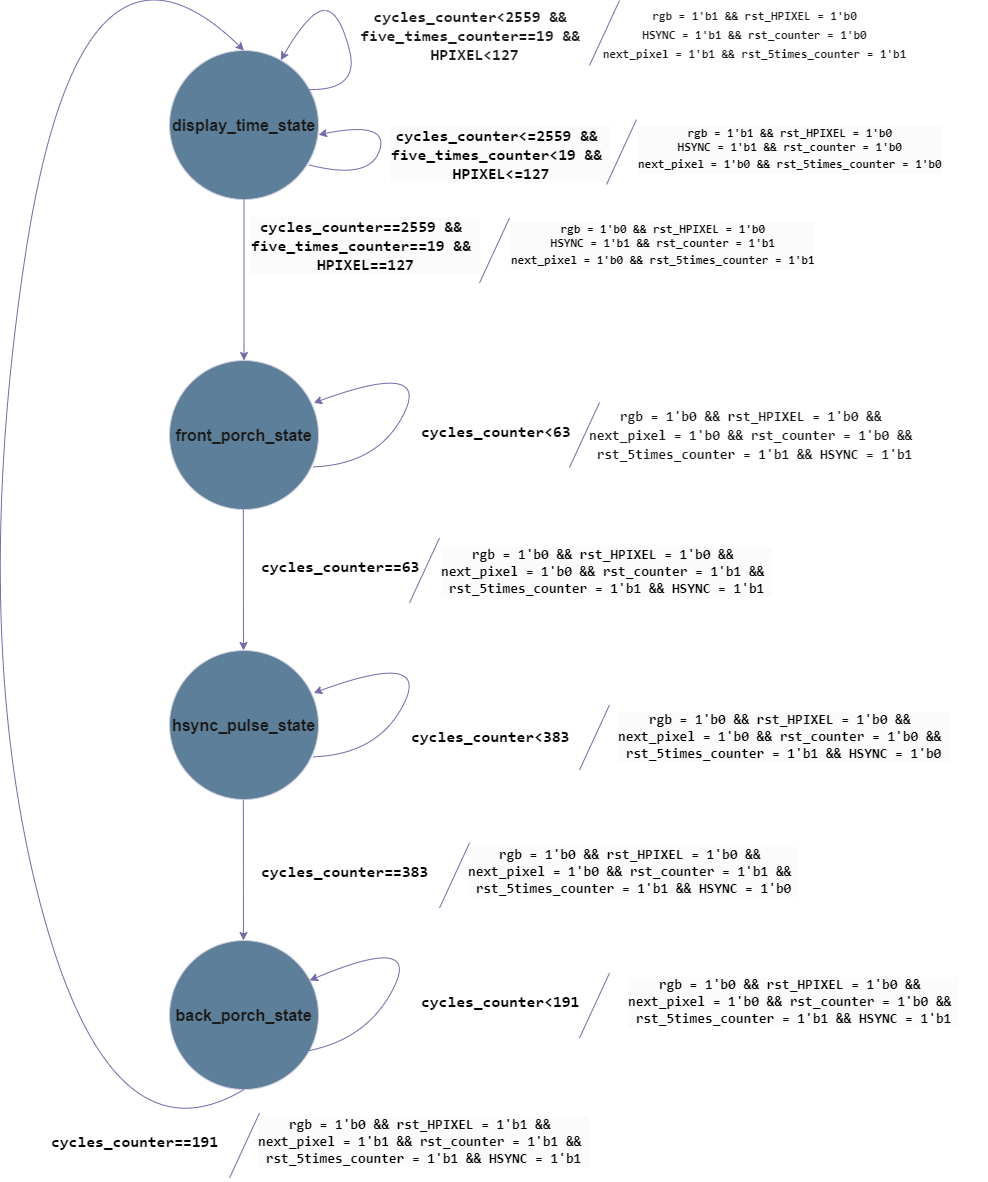 cycles_counter<2559 &&
five_times_counter==19 &&
HPIXEL<127
rgb = 1'b1 && rst_HPIXEL = 1'b0
HSYNC = 1'b1 && rst_counter = 1'b0
next_pixel = 1'b1 && rst_5times_counter = 1'b1
display_time_state
cycles_counter<=2559 &&
five_times_counter<19 &&
HPIXEL<=127
rgb = 1'b1 && rst_HPIXEL = 1'b0
HSYNC = 1'b1 && rst_counter = 1'b0
next_pixel = 1'b0 && rst_5times_counter = 1'b0
cycles_counter==2559 &&
five_times_counter==19 &&
HPIXEL==127
rgb = 1'b0 && rst_HPIXEL = 1'b0
HSYNC = 1'b1 && rst_counter = 1'b1
next_pixel = 1'b0 && rst_5times_counter = 1'b1
front_porch_state
cycles_counter<63
rgb = 1'b0 && rst_HPIXEL = 1'b0 &&
next_pixel = 1'b0 && rst_counter = 1'b0 &&
rst_5times_counter = 1'b1 && HSYNC = 1'b1
cycles_counter==63
rgb = 1'b0 && rst_HPIXEL = 1'b0 &&
next_pixel = 1'b0 && rst_counter = 1'b1 &&
rst_5times_counter = 1'b1 && HSYNC = 1'b1
hsync_pulse_state
cycles_counter<383
rgb = 1'b0 && rst_HPIXEL = 1'b0 &&
next_pixel = 1'b0 && rst_counter = 1'b0 &&
rst_5times_counter = 1'b1 && HSYNC = 1'b0
cycles_counter==383
rgb = 1'b0 && rst_HPIXEL = 1'b0 &&
next_pixel = 1'b0 && rst_counter = 1'b1 &&
rst_5times_counter = 1'b1 && HSYNC = 1'b0
back_porch_state
cycles_counter<191
rgb = 1'b0 && rst_HPIXEL = 1'b0 &&
next_pixel = 1'b0 && rst_counter = 1'b0 &&
rst_5times_counter = 1'b1 && HSYNC = 1'b1
cycles_counter==191
rgb = 1'b0 && rst_HPIXEL = 1'b1 &&
next_pixel = 1'b1 && rst_counter = 1'b1 &&
rst_5times_counter = 1'b1 && HSYNC = 1'b1